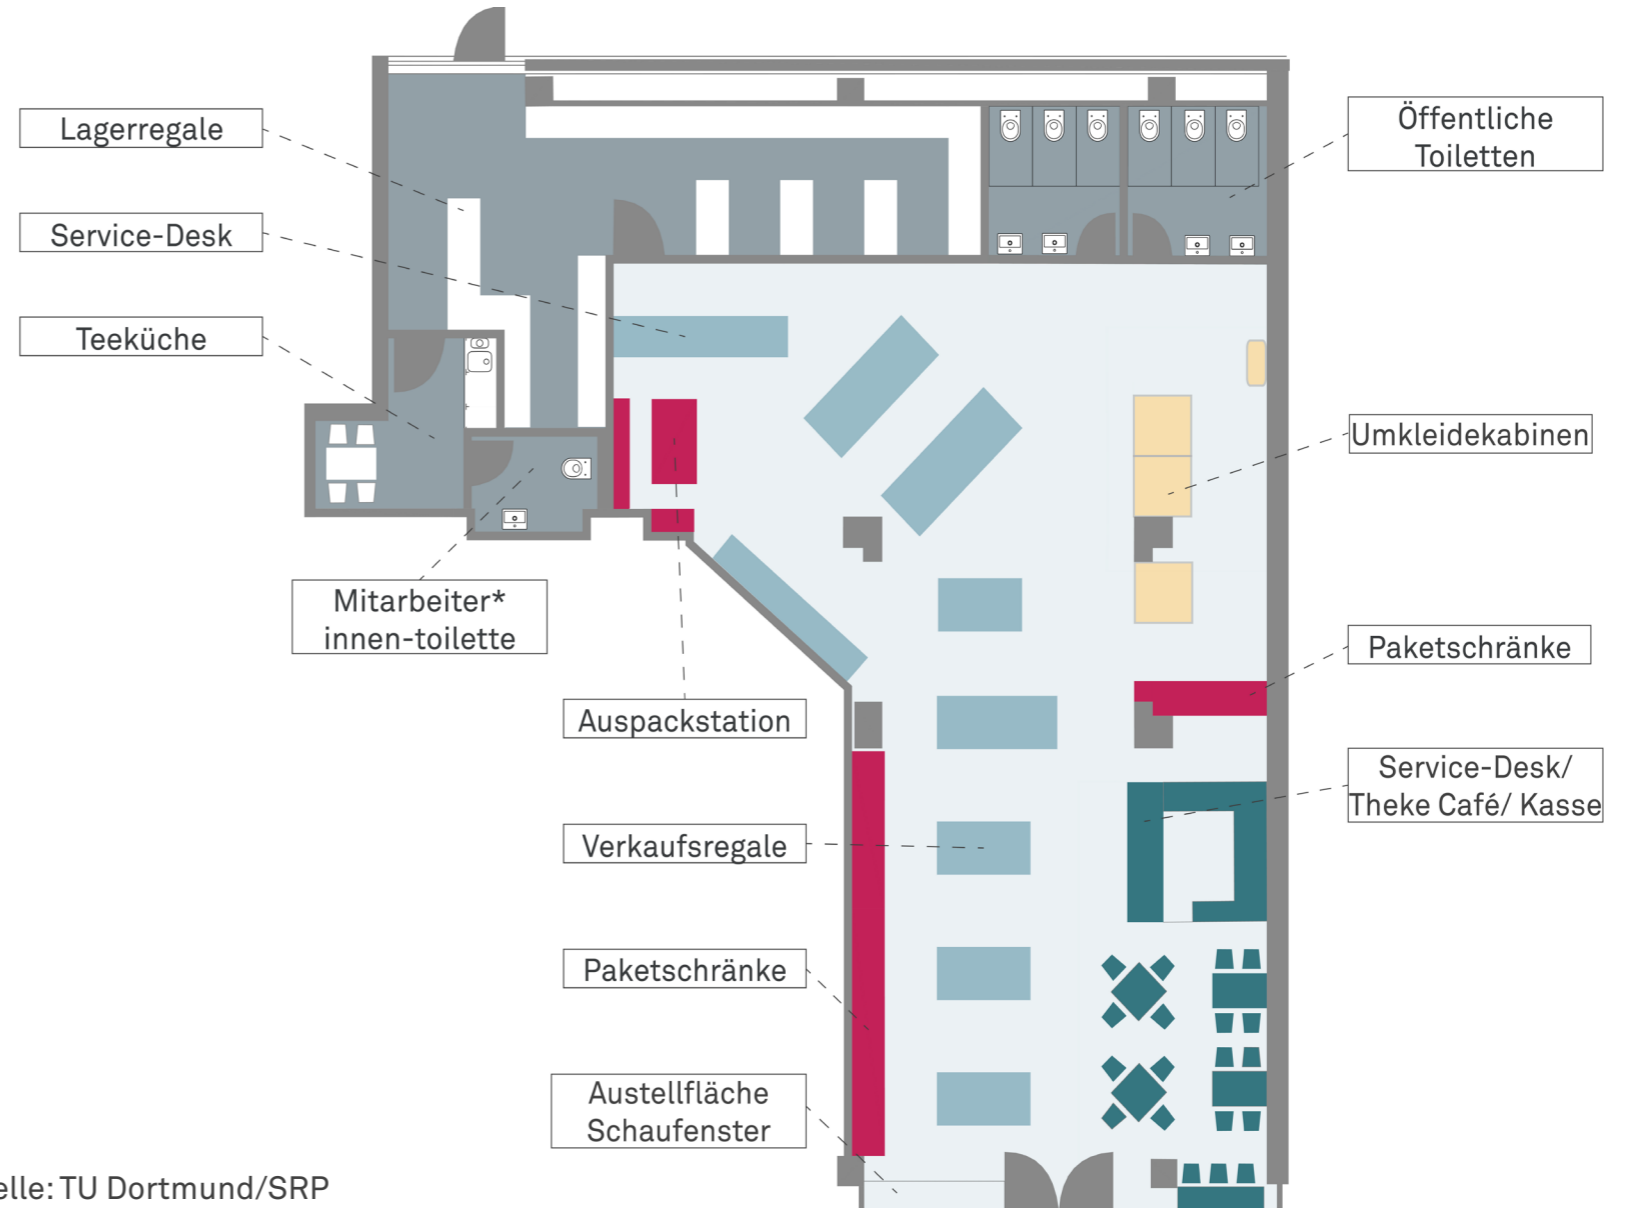 Lagerregale
Service-Desk
Teeküche
Mitarbeiter*
innen-toilette
Auspackstation
Verkaufsregale
Paketschränke
Austellfläche
Schaufenster
Öffentliche
Toiletten
Umkleidekabinen
Paketschränke
Service-Desk/
Theke Café/ Kasse
elle: TU Dortmund/SRP